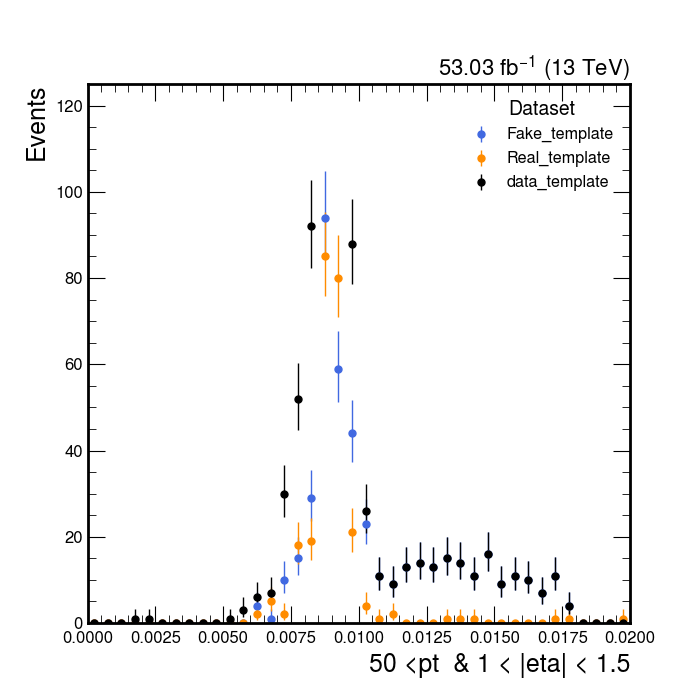 53.03 fb⁻¹ (13 TeV)
Events
Dataset
Fake_template
Real_template
data_template
120
100
80
60
40
20
0
0.0000 0.0025 0.0050 0.0075 0.0100 0.0125 0.0150 0.0175 0.0200
50 <pt & 1 < |eta| < 1.5